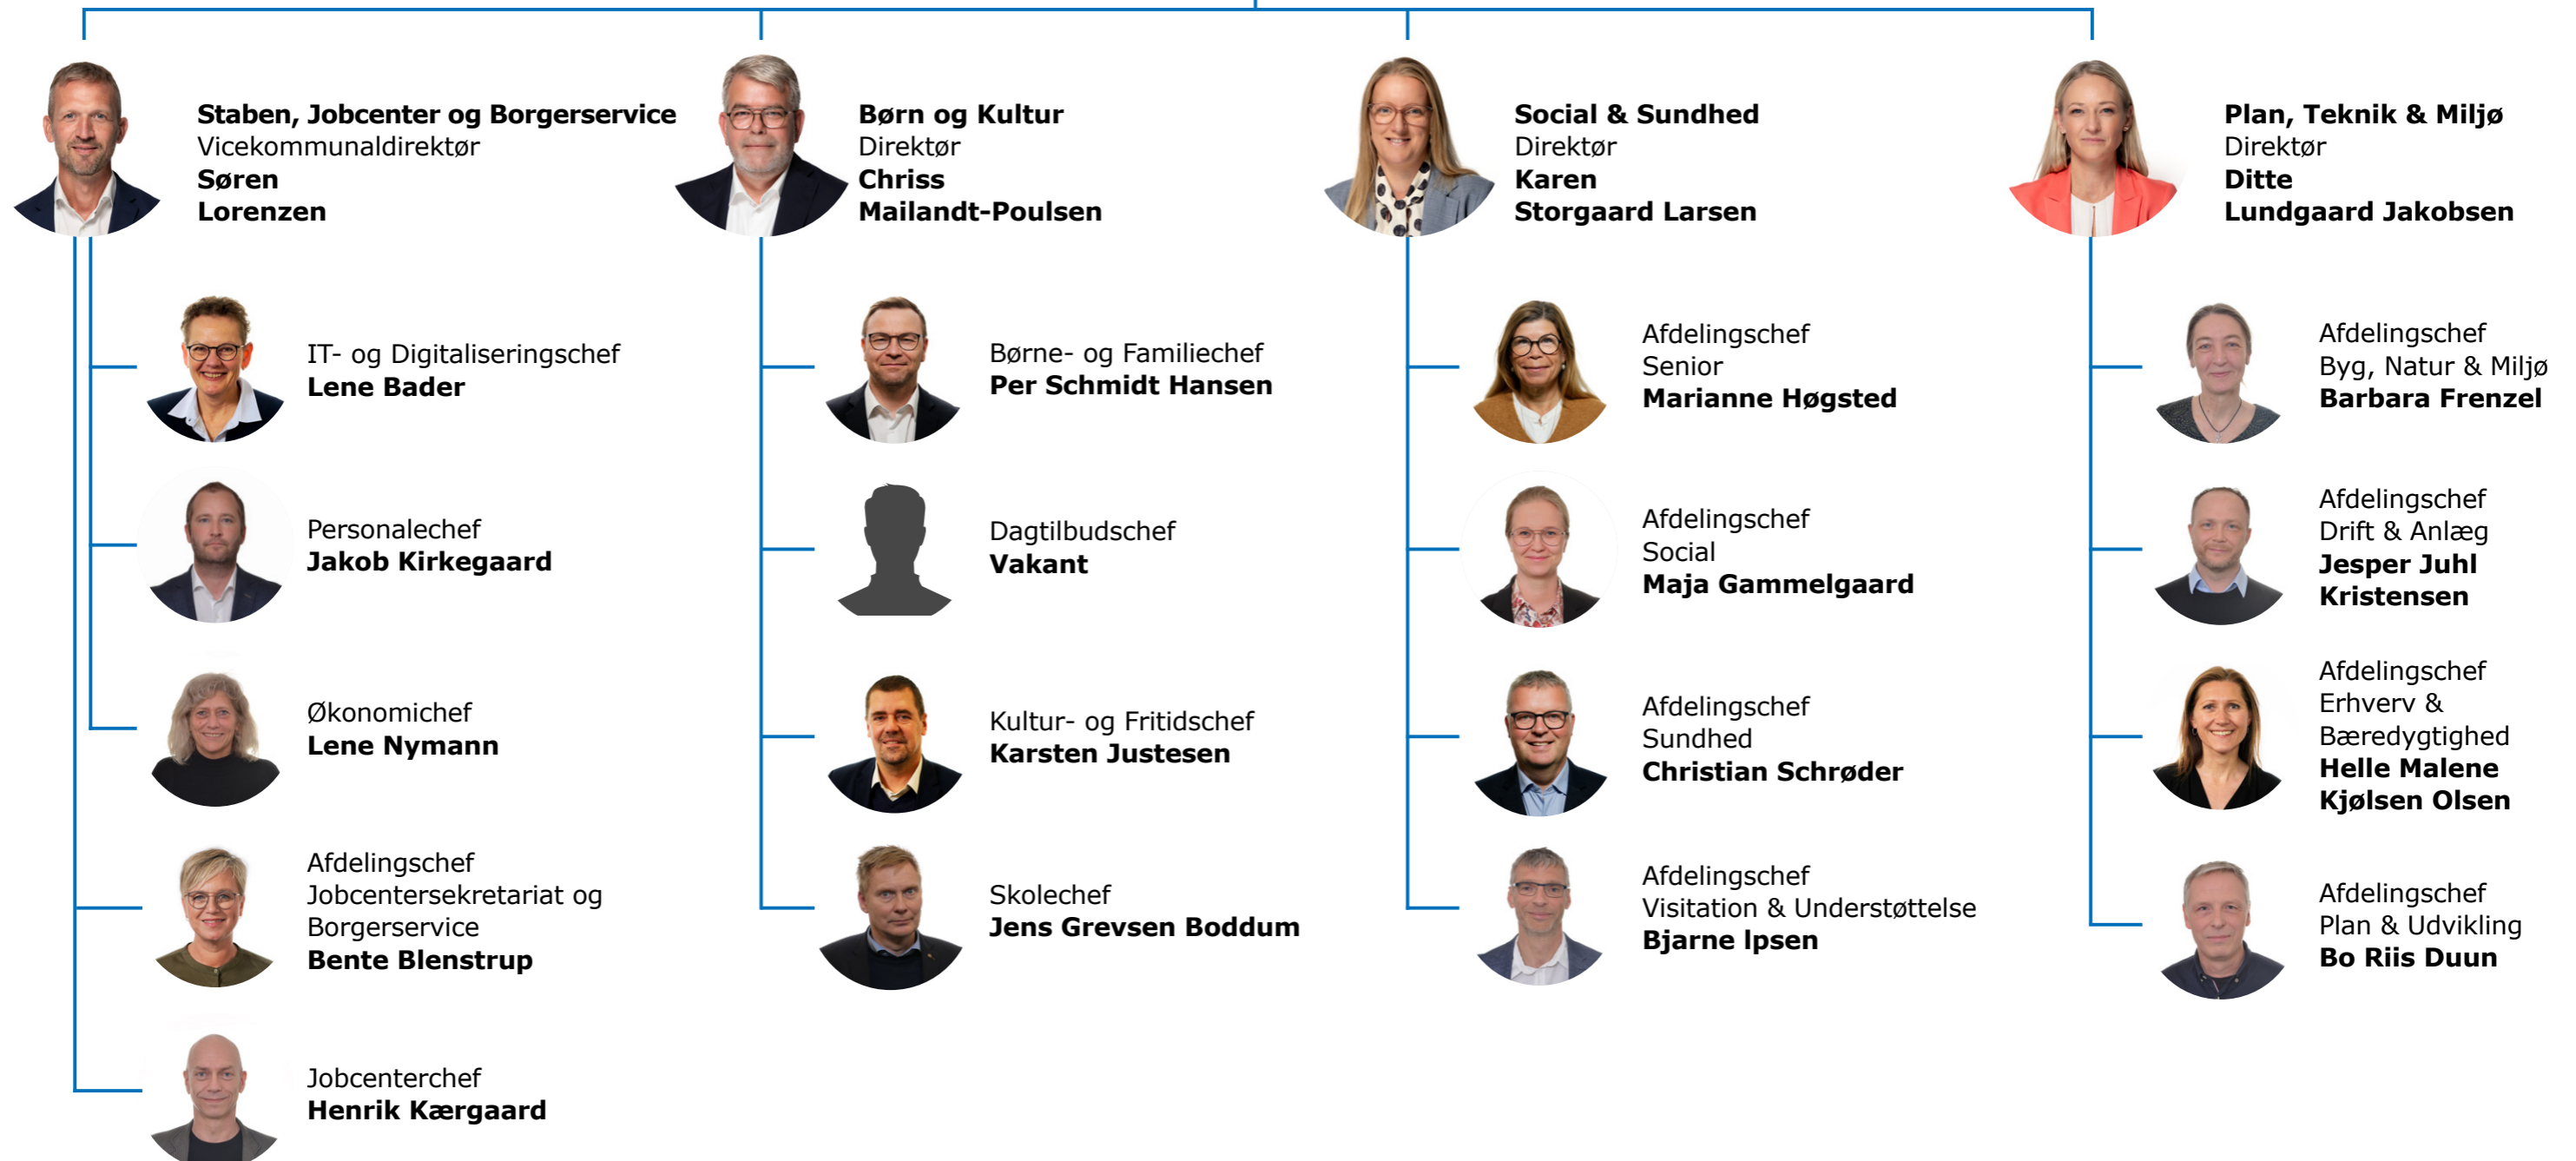 Staben, Jobcenter og Borgerservice
Vicekommunaldirektør
Søren
Lorenzen
IT- og Digitaliseringschef
Lene Bader
Personalechef
Jakob Kirkegaard
Økonomichef
Lene Nymann
Afdelingschef
Jobcentersekretariat og
Borgerservice
Bente Blenstrup
Jobcenterchef
Henrik Kærgaard
Børn og Kultur
Direktør
Chriss
Mailandt-Poulsen
Børne- og Familiechef
Per Schmidt Hansen
Dagtilbudschef
Vakant
Kultur- og Fritidschef
Karsten Justesen
Skolechef
Jens Grevsen Boddum
Social & Sundhed
Direktør
Karen
Storgaard Larsen
Afdelingschef
Senior
Marianne Høgsted
Afdelingschef
Social
Maja Gammelgaard
Afdelingschef
Sundhed
Christian Schrøder
Afdelingschef
Visitation & Understøttelse
Bjarne Ipsen
Plan, Teknik & Miljø
Direktør
Ditte
Lundgaard Jakobsen
Afdelingschef
Byg, Natur & Miljø
Barbara Frenzel
Afdelingschef
Drift & Anlæg
Jesper Juhl
Kristensen
Afdelingschef
Erhverv &
Bæredygtighed
Helle Malene
Kjølsen Olsen
Afdelingschef
Plan & Udvikling
Bo Riis Duun